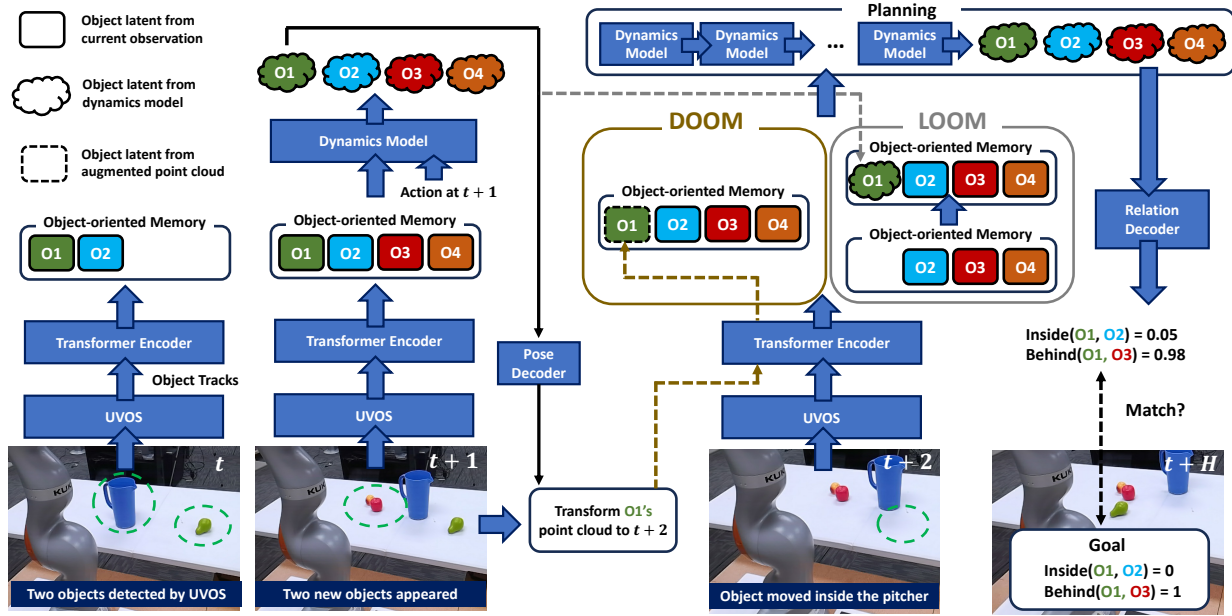 Object latent from
current observation
Object latent from
dynamics model
Object latent from
augmented point cloud
Object-oriented Memory
O1
O2
Transformer Encoder
Object Tracks
UVOS
t
Two objects detected by UVOS
O1
O2
O3
O4
Dynamics Model
Action at t + 1
Object-oriented Memory
O1
O2
O3
O4
Transformer Encoder
UVOS
KUKA
t + 1
Two new objects appeared
Pose
Decoder
Transform O1's
point cloud to t + 2
Planning
Dynamics
Model
Dynamics
Model
...
Dynamics
Model
O1
O2
O3
O4
DOOM
Object-oriented Memory
O1
O2
O3
O4
LOOM
Object-oriented Memory
O1
O2
O3
O4
Object-oriented Memory
O2
O3
O4
Transformer Encoder
UVOS
t + 2
Object moved inside the pitcher
Relation
Decoder
Inside(O1, O2) = 0.05
Behind(O1, O3) = 0.98
Match?
t + H
Goal
Inside(O1, O2) = 0
Behind(O1, O3) = 1